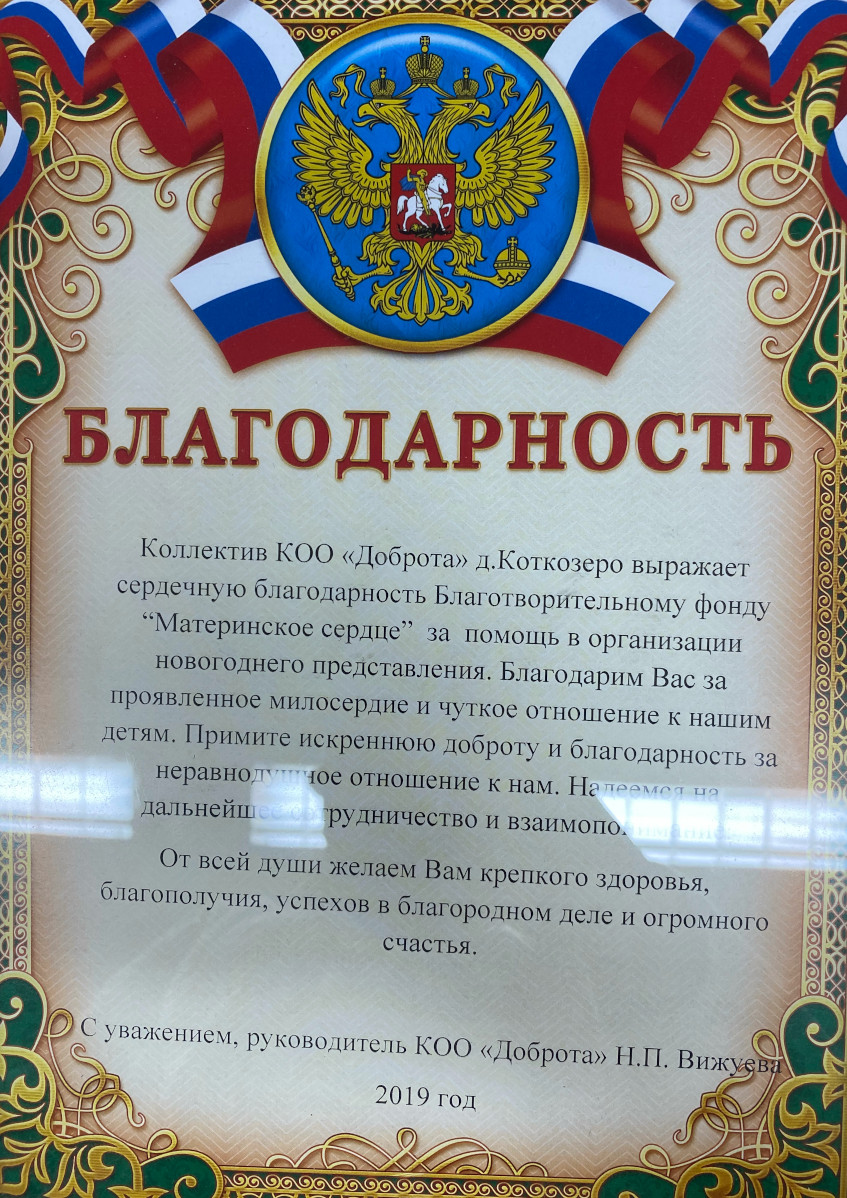 БЛАГОДАРНОСТЬ
Коллектив КОО «Доброта» д.Коткозеро выражает
сердечную благодарность Благотворительному фонду
“Материнское сердце” за помощь в организации
новогоднего представления. Благодарим Вас за
проявленное милосердие и чуткое отношение к нашим
детям. Примите искреннюю доброту и благодарность за
неравнодушное отношение к нам. Надеемся на
дальнейшее сотрудничество и взаимопонимание.
От всей души желаем Вам крепкого здоровья,
благополучия, успехов в благородном деле и огромного
счастья.
С уважением, руководитель КОО «Доброта» Н.П. Вижуева
2019 год